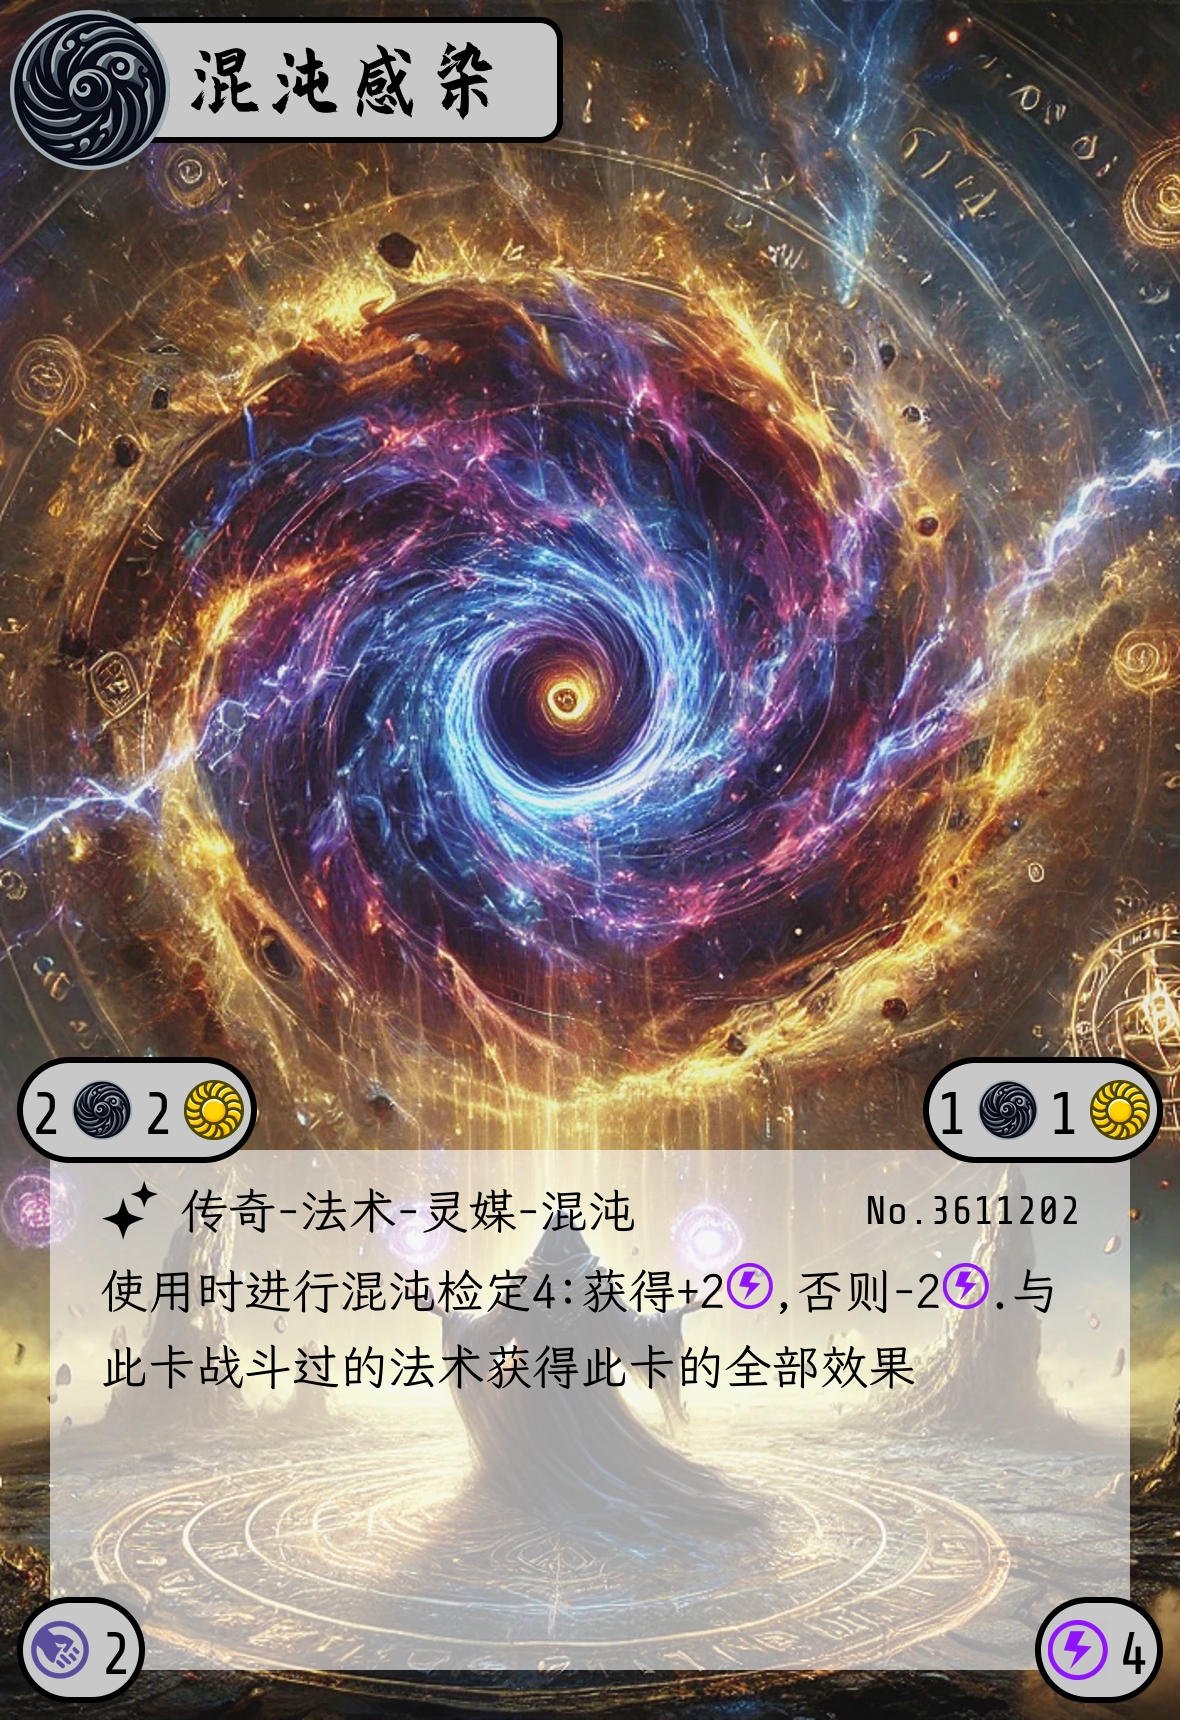 混沌感染
2 2
1 1
传奇-法术-灵媒-混沌
No.3611202
使用时进行混沌检定4:获得+2,否则-2.与
此卡战斗过的法术获得此卡的全部效果
2
4